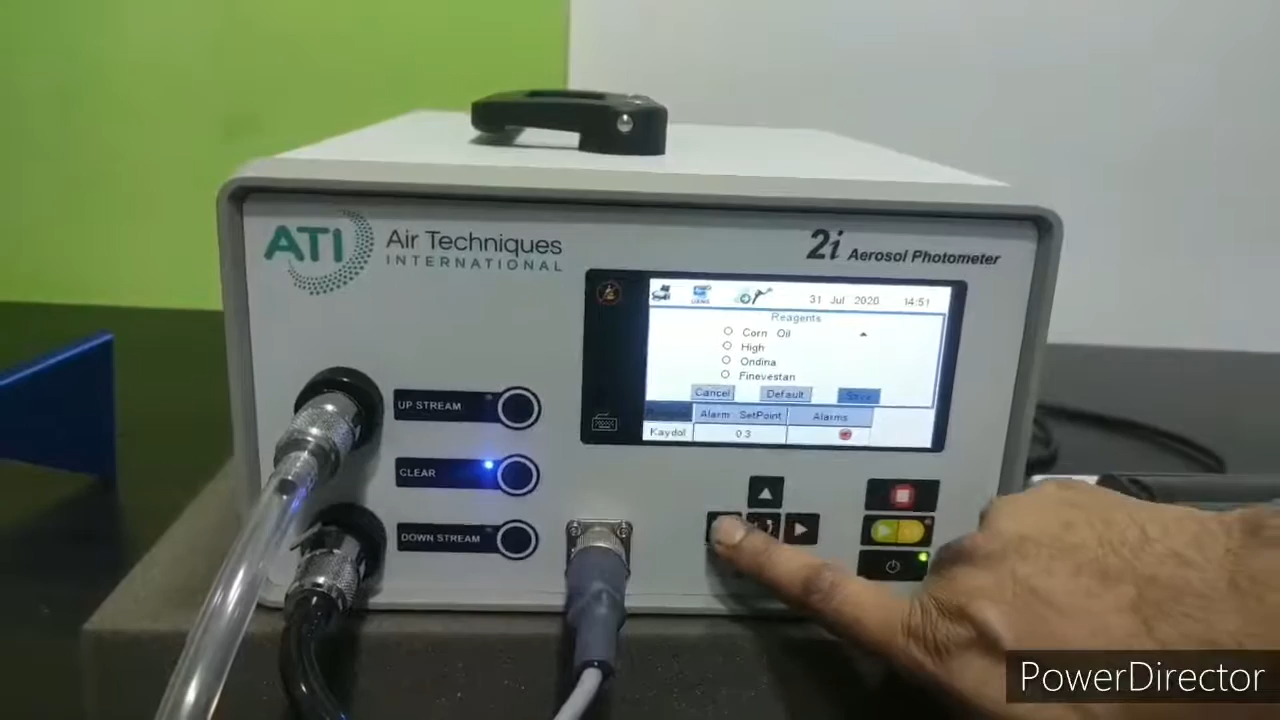 ATI
Air Techniques
INTERNATIONAL
2i Aerosol Photometer
31 Jul 2020 14:51
Reagents
Corn Oil
High
Ondina
Finevestan
Cancel Default Save
Alarm SetPoint Alarms
Kaydol 0.3
UP STREAM
CLEAR
DOWN STREAM
PowerDirector